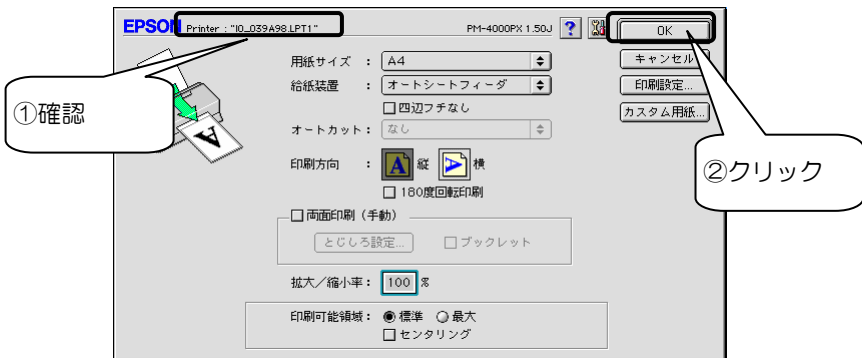 EPSON Printer : "IO_039A98.LPT1" PM-4000PX 1.50J ? OK
用紙サイズ : A4 キャンセル
給紙装置 : オートシートフィーダ 印刷設定...
四辺フチなし カスタム用紙...
①確認
オートカット : なし
印刷方向 : A 縦 A 横
②クリック
180度回転印刷
両面印刷（手動）
とじしろ設定... ブックレット
拡大／縮小率 : 100 %
印刷可能領域 : 標準 最大
センタリング